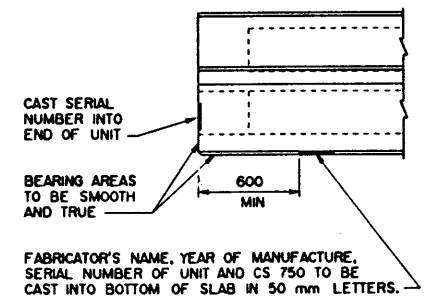 CAST SERIAL
NUMBER INTO
END OF UNIT
BEARING AREAS
TO BE SMOOTH
AND TRUE
600
MIN
FABRICATOR'S NAME, YEAR OF MANUFACTURE,
SERIAL NUMBER OF UNIT AND CS 750 TO BE
CAST INTO BOTTOM OF SLAB IN 50 mm LETTERS.